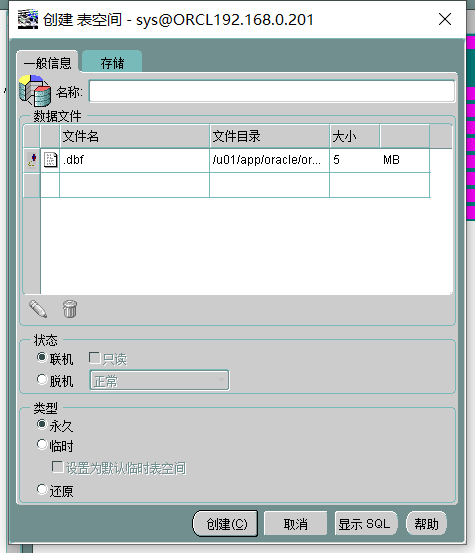 创建 表空间 - sys@ORCL192.168.0.201
一般信息 存储
名称:
数据文件
文件名 文件目录 大小
.dbf /u01/app/oracle/or... 5 MB
状态
联机 只读
脱机 正常
类型
永久
临时
设置为默认临时表空间
还原
创建(C) 取消 显示 SQL 帮助